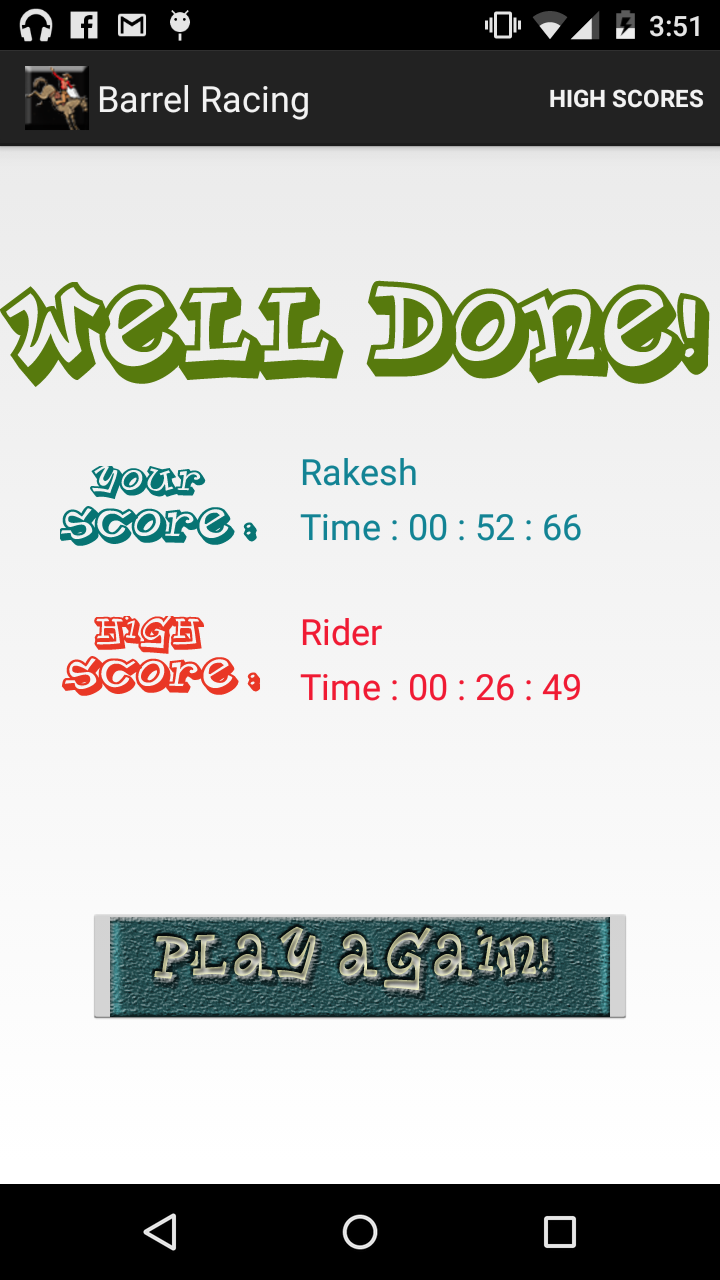 3:51
Barrel Racing
HIGH SCORES
Well Done!
your
score :
Rakesh
Time : 00 : 52 : 66
High
score :
Rider
Time : 00 : 26 : 49
Play again!